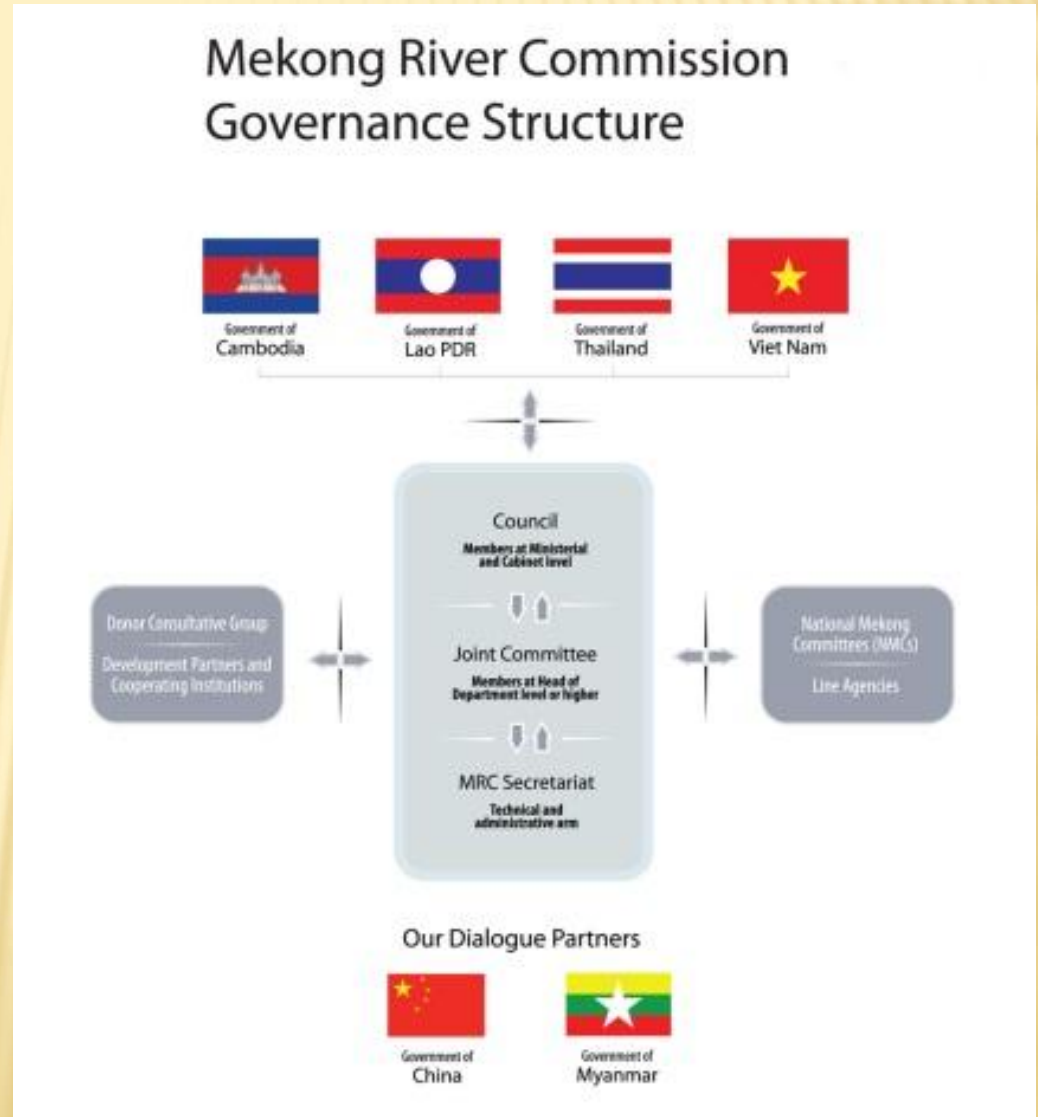 Mekong River Commission
Governance Structure
Government of
Cambodia
Government of
Lao PDR
Government of
Thailand
Government of
Viet Nam
Council
Members at Ministerial
and Cabinet level
Donor Consultative Group
Development Partners and
Cooperating Institutions
Joint Committee
Members at Head of
Department level or higher
National Mekong
Committees (NMCs)
Line Agencies
MRC Secretariat
Technical and
administrative arm
Our Dialogue Partners
Government of
China
Government of
Myanmar